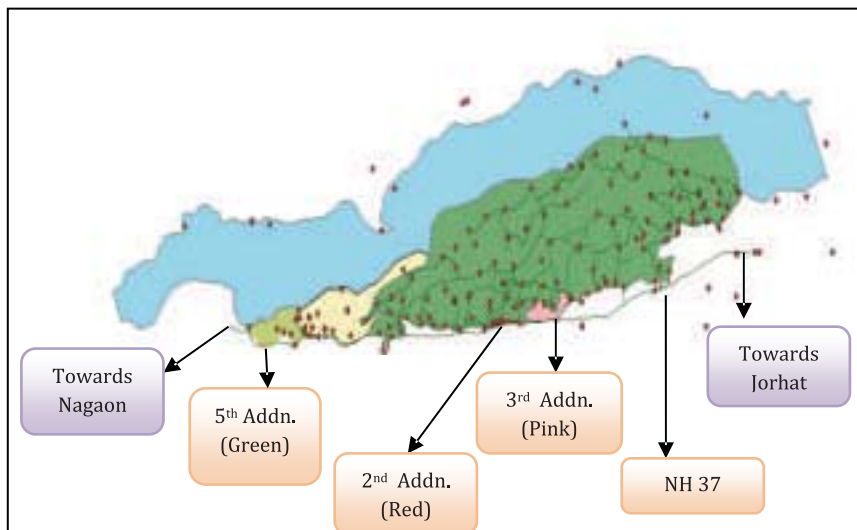 Towards
Nagaon
5th Addn.
(Green)
2nd Addn.
(Red)
3rd Addn.
(Pink)
NH 37
Towards
Jorhat